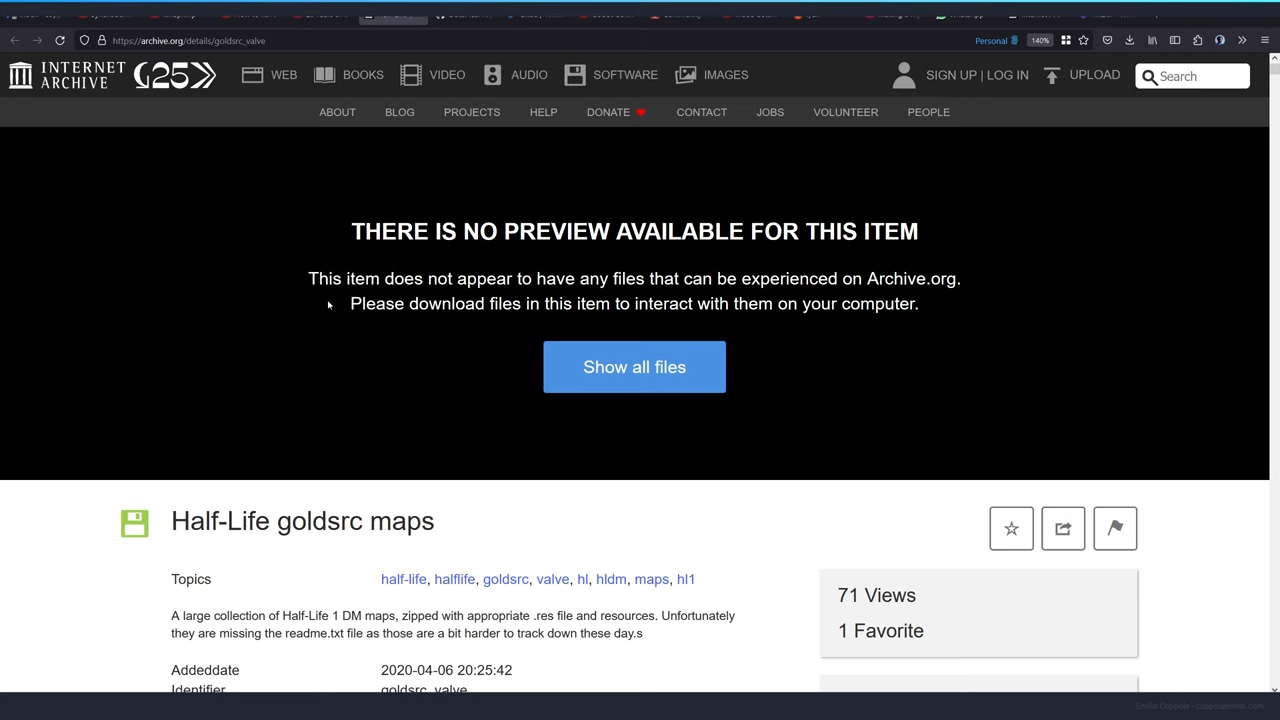 https://archive.org/details/goldsrc_valve
Personal
140%
INTERNET ARCHIVE
25
WEB
BOOKS
VIDEO
AUDIO
SOFTWARE
IMAGES
SIGN UP | LOG IN
UPLOAD
Search
ABOUT
BLOG
PROJECTS
HELP
DONATE
CONTACT
JOBS
VOLUNTEER
PEOPLE
THERE IS NO PREVIEW AVAILABLE FOR THIS ITEM
This item does not appear to have any files that can be experienced on Archive.org.
Please download files in this item to interact with them on your computer.
Show all files
Half-Life goldsrc maps
Topics
half-life, halflife, goldsrc, valve, hl, hldm, maps, hl1
A large collection of Half-Life 1 DM maps, zipped with appropriate .res file and resources. Unfortunately
they are missing the readme.txt file as those are a bit harder to track down these day.s
Addeddate
2020-04-06 20:25:42
Identifier
goldsrc_valve
71 Views
1 Favorite